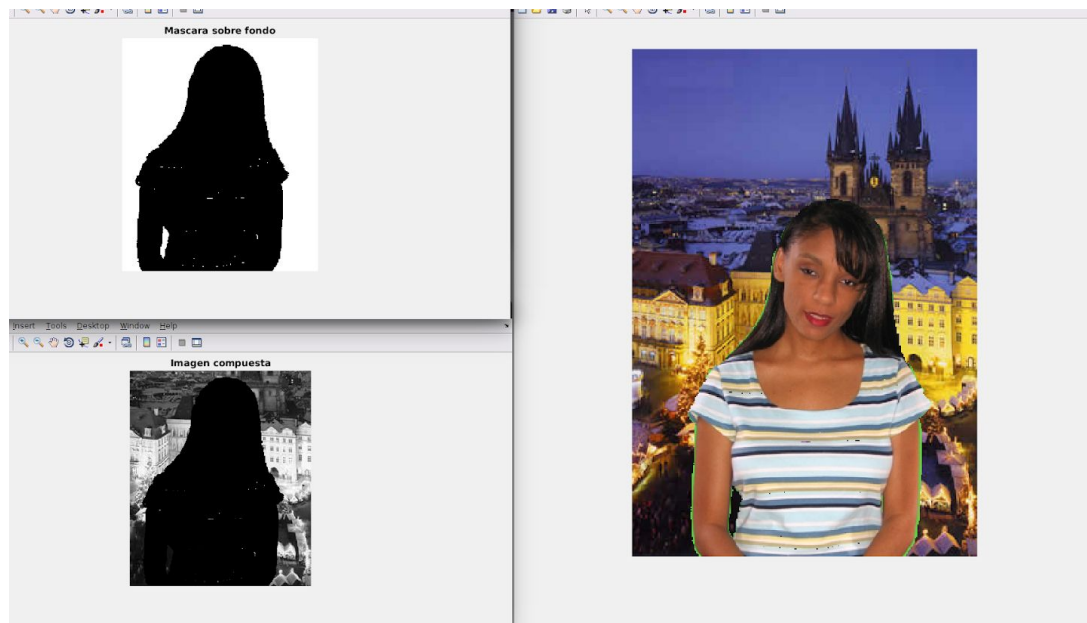 Mascara sobre fondo
Insert Tools Desktop Window Help
Imagen compuesta